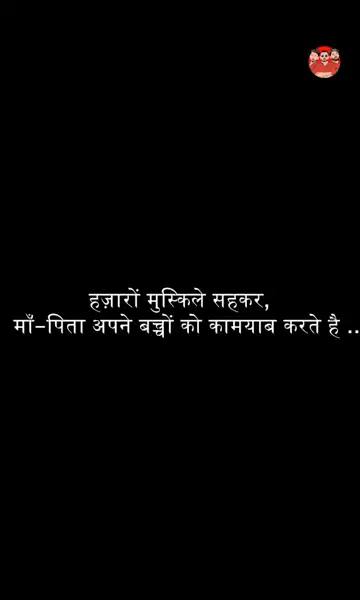 हज़ारों मुस्किले सहकर,
माँ-पिता अपने बच्चों को कामयाब करते है ..